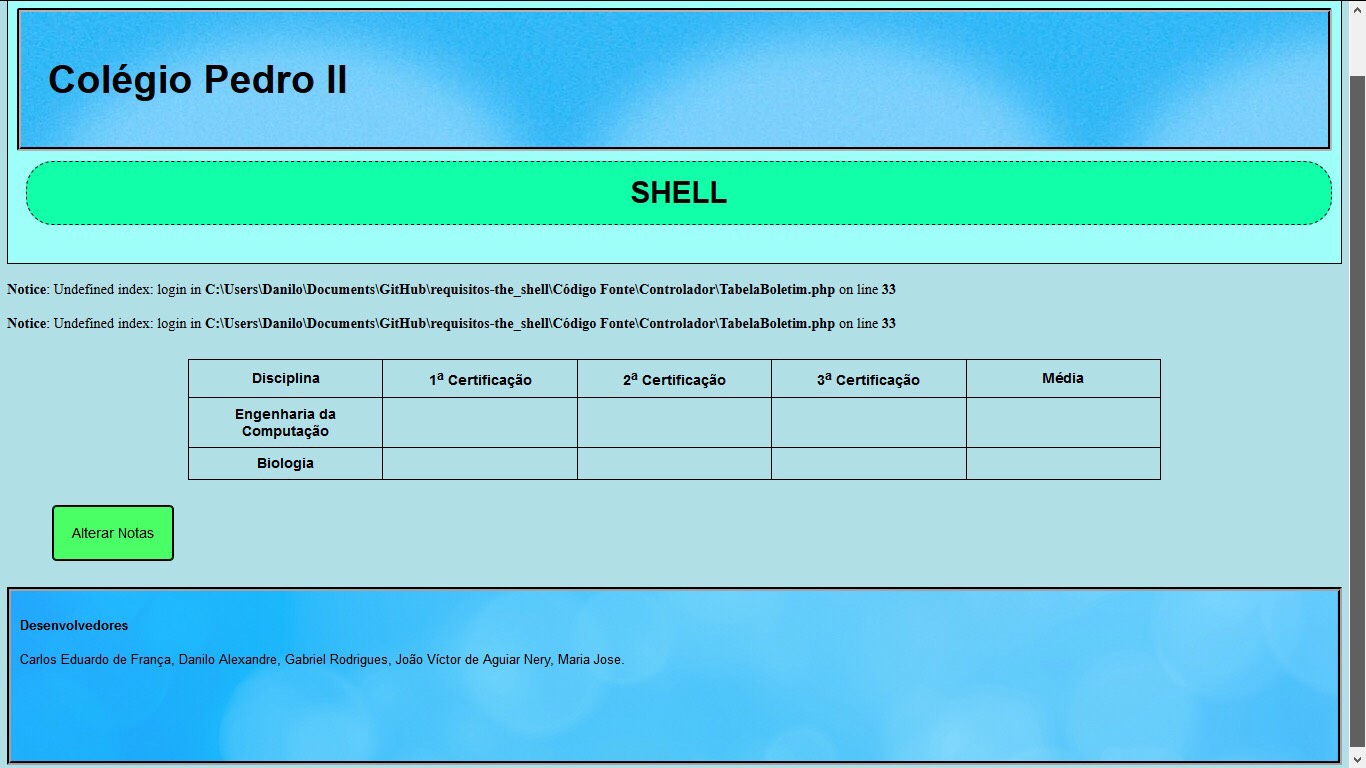 Colégio Pedro II
SHELL
Notice: Undefined index: login in C:\Users\Danilo\Documents\GitHub\requisitos-the_shell\Código Fonte\Controlador\TabelaBoletim.php on line 33
Notice: Undefined index: login in C:\Users\Danilo\Documents\GitHub\requisitos-the_shell\Código Fonte\Controlador\TabelaBoletim.php on line 33
Disciplina 1ª Certificação 2ª Certificação 3ª Certificação Média
Engenharia da
Computação
Biologia
Alterar Notas
Desenvolvedores
Carlos Eduardo de França, Danilo Alexandre, Gabriel Rodrigues, João Víctor de Aguiar Nery, Maria Jose.